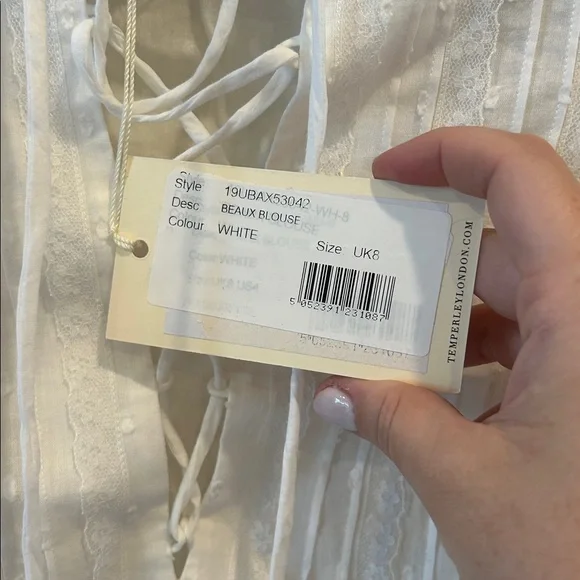 Style 19UBAX53042
Desc BEAUX BLOUSE
Colour WHITE
Size UK8
5 052391 231087
TEMPERLEYLONDON.COM